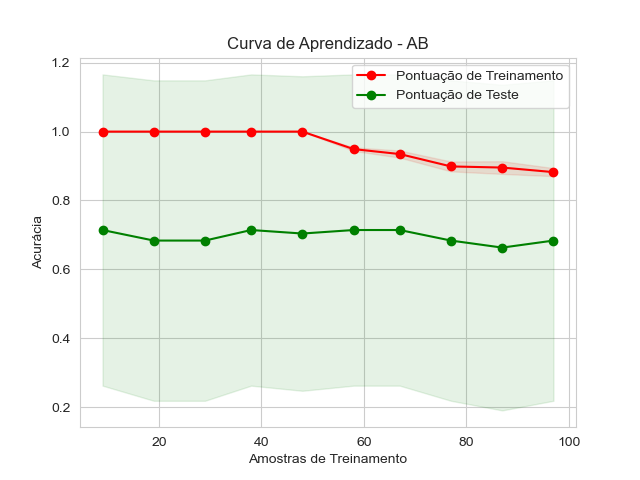 Curva de Aprendizado - AB
Pontuação de Treinamento
Pontuação de Teste
Acurácia
1.2
1.0
0.8
0.6
0.4
0.2
20 40 60 80 100
Amostras de Treinamento